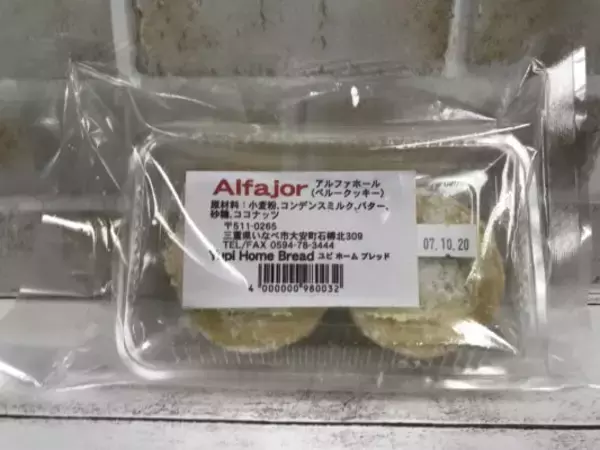 Alfajor アルファホール
(ペルークッキー)
原材料：小麦粉,コンデンスミルク,バター,
砂糖,ココナッツ
〒511-0265
三重県いなべ市大安町石榑北309
TEL/FAX 0594-78-3444
Yupi Home Bread ユピ ホーム ブレッド
4 000000 980032
07.10.20